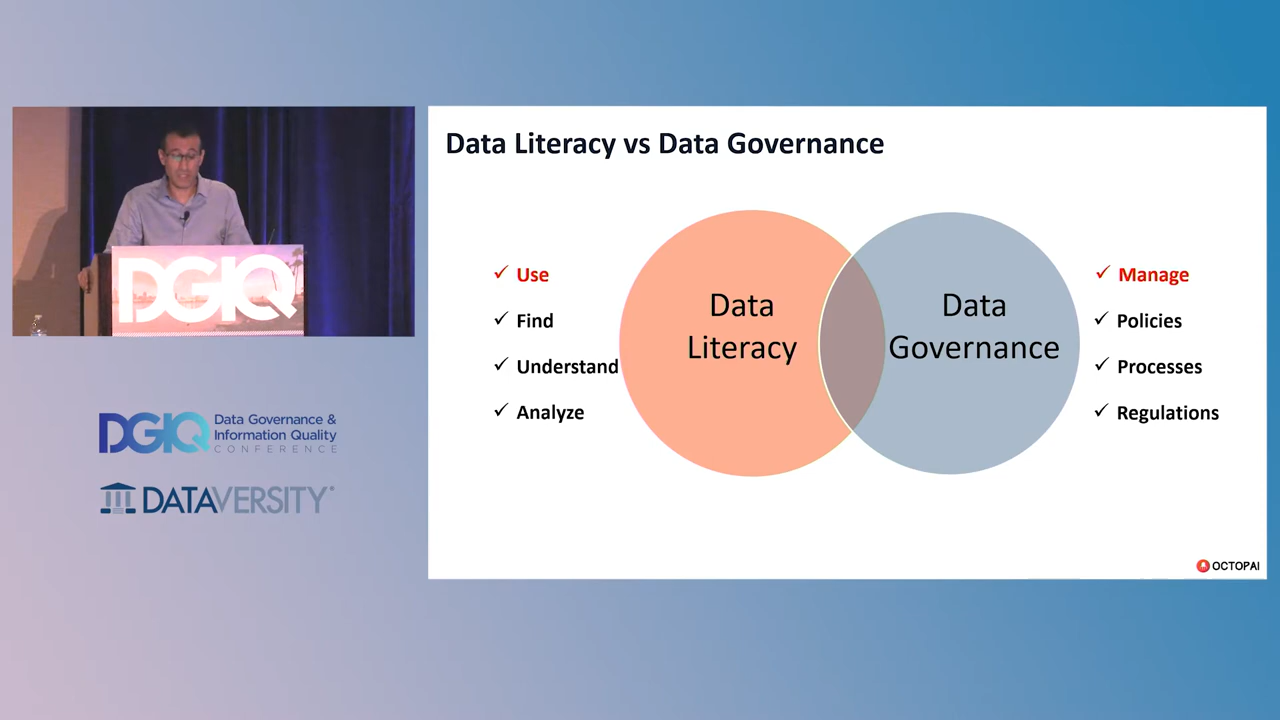 DGIQ
DGIQ
Data Governance &
Information Quality
CONFERENCE
DATAVERSITY
Data Literacy vs Data Governance
✓ Use
✓ Find
✓ Understand
✓ Analyze
Data
Literacy
Data
Governance
✓ Manage
✓ Policies
✓ Processes
✓ Regulations
OCTOPAI